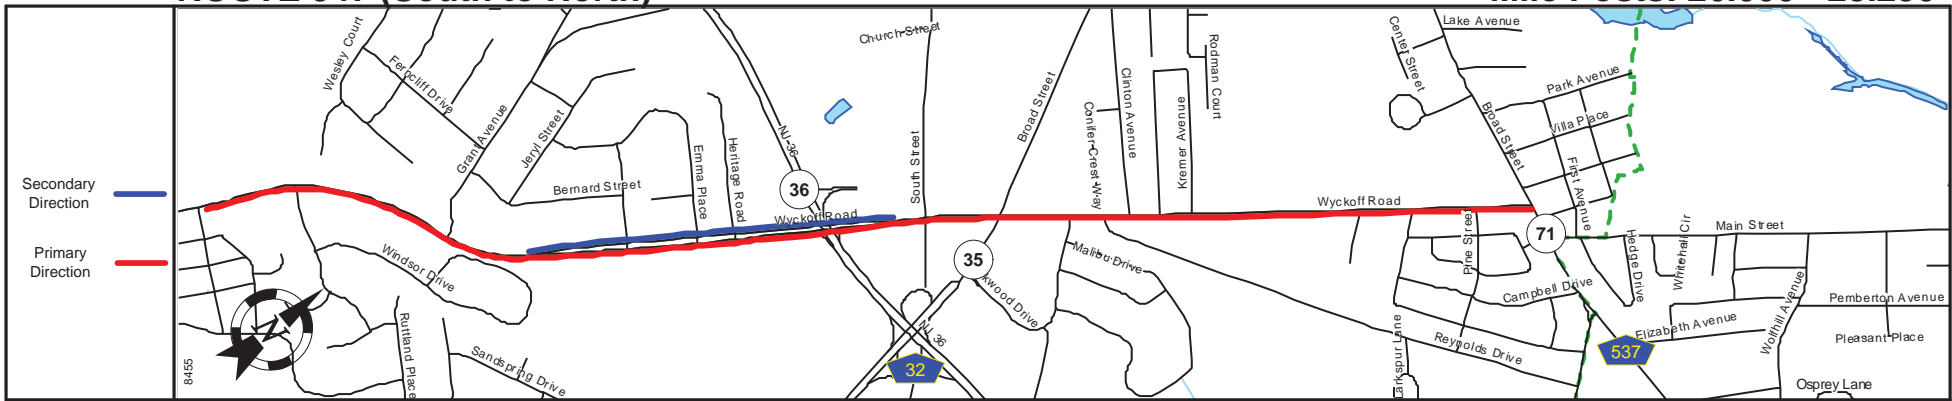 Secondary
Direction
Primary
Direction
Wesley Court
Ferncliff Drive
Grant Avenue
Jeryl Street
Bernard Street
Emma Place
Heritage Road
NJ 36
36
Wyckoff Road
Church Street
South Street
Broad Street
Conifer Crest Way
Clinton Avenue
Kremer Avenue
Rodman Court
Wyckoff Road
Center Street
Lake Avenue
Broad Street
Park Avenue
Villa Place
First Avenue
71
Main Street
Pine Street
Hedge Drive
Whitehall Cir
Campbell Drive
Elizabeth Avenue
Wolfhill Avenue
Pemberton Avenue
Pleasant Place
Osprey Lane
537
Reynolds Drive
Larkspur Lane
Malibu Drive
35
kwood Drive
NJ 36
32
Windsor Drive
Rutland Place
Sandspring Drive
N
8455